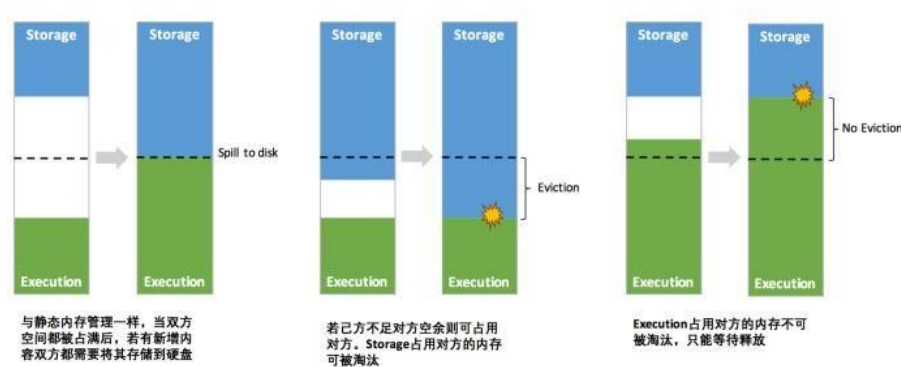 Storage
Storage
Spill to disk
Execution
Execution
与静态内存管理一样，当双方
空间都被占满后，若有新增内
容双方都需要将其存储到硬盘
Storage
Storage
Eviction
Execution
Execution
若己方不足对方空余则可占用
对方。Storage占用对方的内存
可被淘汰
Storage
Storage
No Eviction
Execution
Execution
Execution占用对方的内存不可
被淘汰，只能等待释放